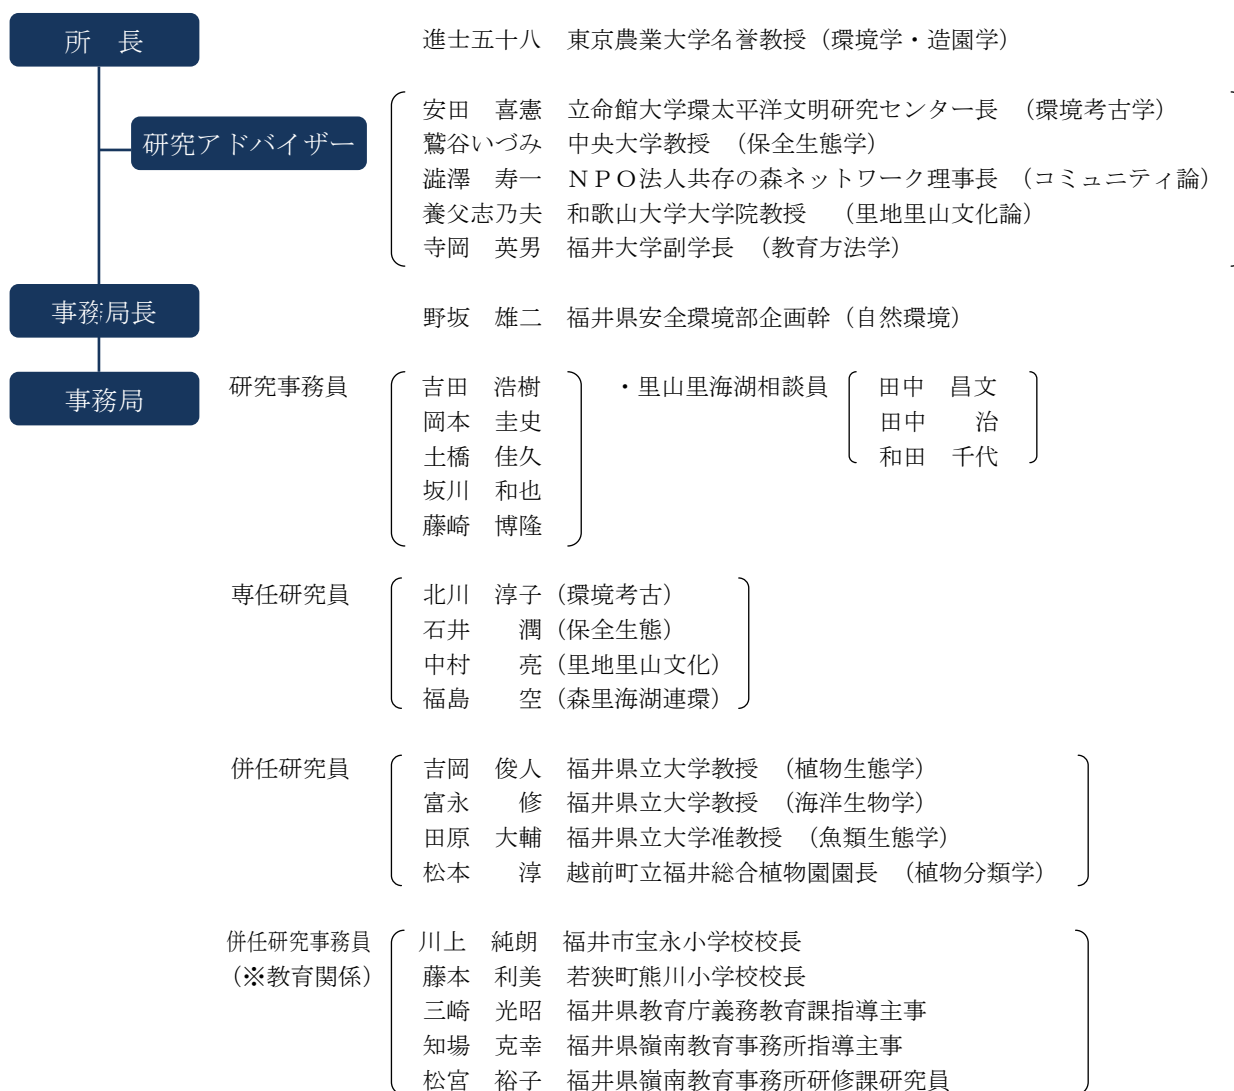 所　長　進士五十八　東京農業大学名誉教授（環境学・造園学）
研究アドバイザー
安田　喜憲　立命館大学環太平洋文明研究センター長　（環境考古学）
鷲谷いづみ　中央大学教授　（保全生態学）
澁澤　寿一　ＮＰＯ法人共存の森ネットワーク理事長　（コミュニティ論）
養父志乃夫　和歌山大学大学院教授　（里地里山文化論）
寺岡　英男　福井大学副学長　（教育方法学）
事務局長　野坂　雄二　福井県安全環境部企画幹（自然環境）
事務局
研究事務員
吉田　浩樹
岡本　圭史
土橋　佳久
坂川　和也
藤崎　博隆
・里山里海湖相談員
田中　昌文
田中　　治
和田　千代
専任研究員
北川　淳子（環境考古）
石井　　潤（保全生態）
中村　　亮（里地里山文化）
福島　　空（森里海湖連環）
併任研究員
吉岡　俊人　福井県立大学教授　（植物生態学）
富永　　修　福井県立大学教授　（海洋生物学）
田原　大輔　福井県立大学准教授　（魚類生態学）
松本　　淳　越前町立福井総合植物園園長　（植物分類学）
併任研究事務員
（※教育関係）
川上　純朗　福井市宝永小学校校長
藤本　利美　若狭町熊川小学校校長
三崎　光昭　福井県教育庁義務教育課指導主事
知場　克幸　福井県嶺南教育事務所指導主事
松宮　裕子　福井県嶺南教育事務所研修課研究員